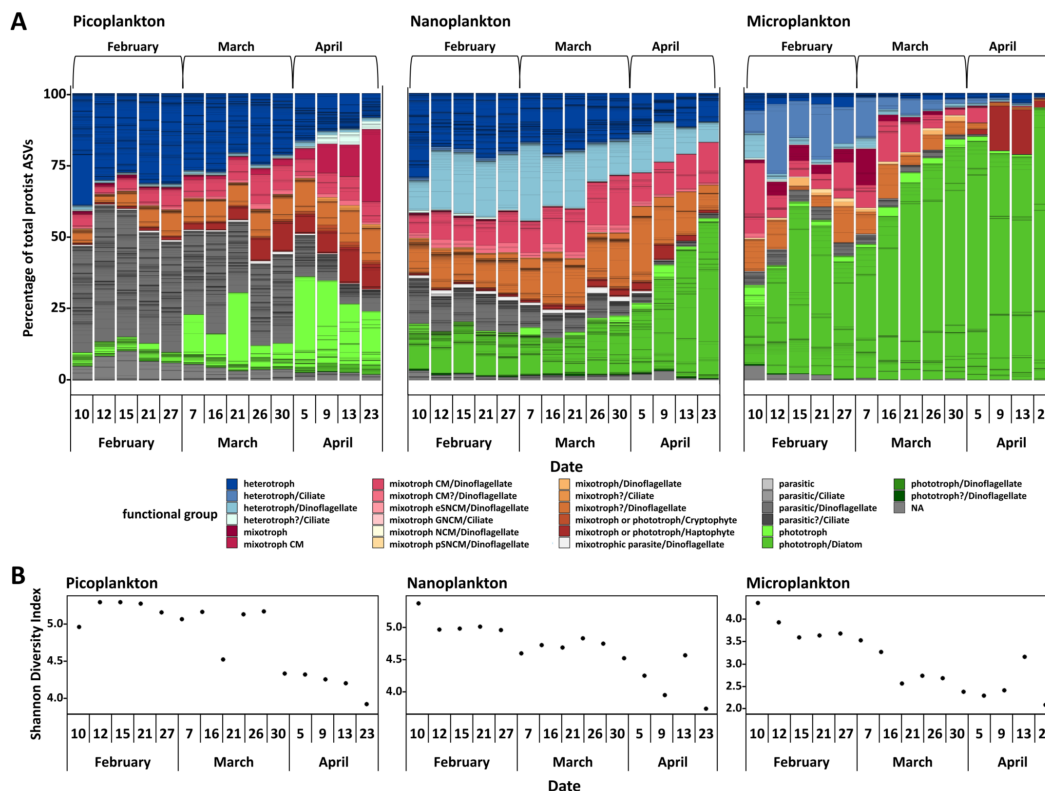 A
Picoplankton Nanoplankton Microplankton
February March April February March April February March April
Percentage of total protist ASVs
100 100 100
75 75 75
50 50 50
25 25 25
0 0 0
10 12 15 21 27 7 16 21 26 30 5 9 13 23 10 12 15 21 27 7 16 21 26 30 5 9 13 23 10 12 15 21 27 7 16 21 26 30 5 9 13
February March April February March April February March April
Date
functional group
heterotroph mixotroph CM/Dinoflagellate mixotroph/Dinoflagellate parasitic phototroph/Dinoflagellate
heterotroph/Ciliate mixotroph CM?/Dinoflagellate mixotroph?/Ciliate parasitic/Ciliate phototroph?/Dinoflagellate
heterotroph/Dinoflagellate mixotroph eSNCM/Dinoflagellate mixotroph?/Dinoflagellate parasitic/Dinoflagellate NA
heterotroph?/Ciliate mixotroph GNCM/Ciliate mixotroph or phototroph/Cryptophyte parasitic?/Ciliate
mixotroph mixotroph NCM/Dinoflagellate mixotroph or phototroph/Haptophyte phototroph
mixotroph CM mixotroph pSNCM/Dinoflagellate mixotrophic parasite/Dinoflagellate phototroph/Diatom
B
Picoplankton Nanoplankton Microplankton
Shannon Diversity Index
5.0 4.5 4.0
5.0 4.5 4.0
4.0 3.5 3.0 2.5 2.0
10 12 15 21 27 7 16 21 26 30 5 9 13 23 10 12 15 21 27 7 16 21 26 30 5 9 13 23 10 12 15 21 27 7 16 21 26 30 5 9 13
February March April February March April February March April
Date